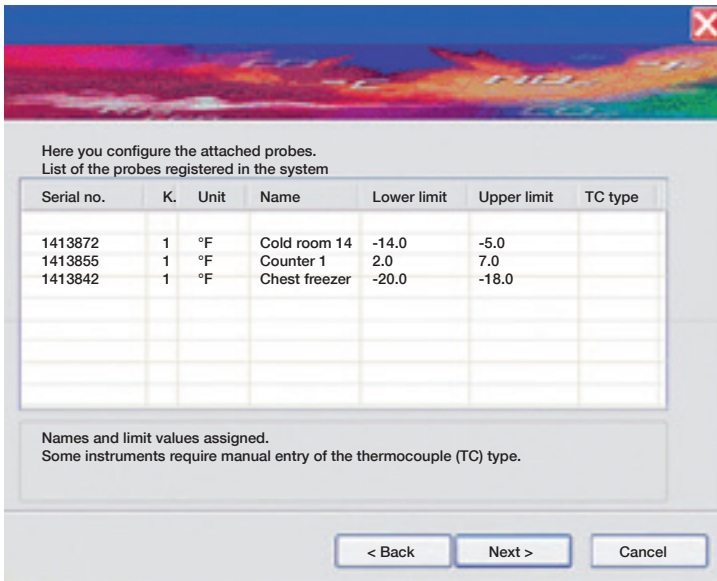 Here you configure the attached probes.
List of the probes registered in the system
Serial no. K. Unit Name Lower limit Upper limit TC type
1413872 1 °F Cold room 14 -14.0 -5.0
1413855 1 °F Counter 1 2.0 7.0
1413842 1 °F Chest freezer -20.0 -18.0
Names and limit values assigned.
Some instruments require manual entry of the thermocouple (TC) type.
< Back Next > Cancel